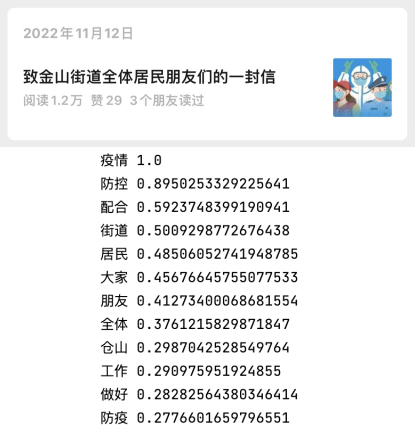 2022年11月12日
致金山街道全体居民朋友们的一封信
阅读1.2万 赞29 3个朋友读过
疫情 1.0
防控 0.8950253329225641
配合 0.5923748399190941
街道 0.5009298772676438
居民 0.48506052741948785
大家 0.45676645755077533
朋友 0.41273400068681554
全体 0.3761215829871847
仓山 0.2987042528549764
工作 0.290975951924855
做好 0.28282564380346414
防疫 0.2776601659796551